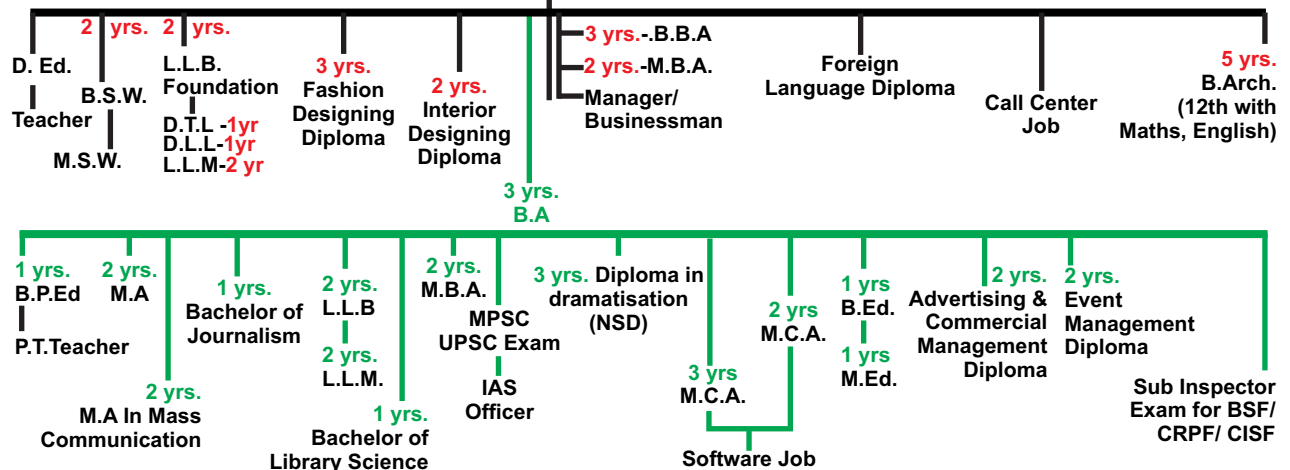 D. Ed.
Teacher
2 yrs.
B.S.W.
M.S.W.
2 yrs.
L.L.B.
Foundation
D.T.L -1yr
D.L.L-1yr
L.L.M-2 yr
3 yrs.
Fashion
Designing
Diploma
2 yrs.
Interior
Designing
Diploma
3 yrs.
B.A
3 yrs.-.B.B.A
2 yrs.-M.B.A.
Manager/
Businessman
Foreign
Language Diploma
Call Center
Job
5 yrs.
B.Arch.
(12th with
Maths, English)
1 yrs.
B.P.Ed
P.T.Teacher
2 yrs.
M.A
2 yrs.
M.A In Mass
Communication
1 yrs.
Bachelor of
Journalism
2 yrs.
L.L.B
2 yrs.
L.L.M.
1 yrs.
Bachelor of
Library Science
2 yrs.
M.B.A.
MPSC
UPSC Exam
IAS
Officer
3 yrs. Diploma in
dramatisation
(NSD)
3 yrs
M.C.A.
2 yrs
M.C.A.
Software Job
1 yrs
B.Ed.
1 yrs
M.Ed.
2 yrs.
Advertising &
Commercial
Management
Diploma
2 yrs.
Event
Management
Diploma
Sub Inspector
Exam for BSF/
CRPF/ CISF